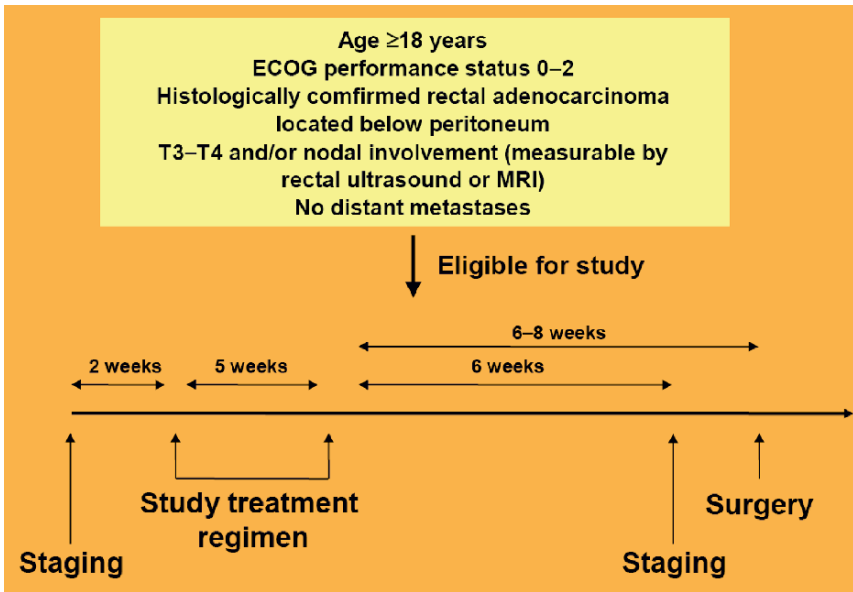 Age ≥18 years
ECOG performance status 0–2
Histologically comfirmed rectal adenocarcinoma
located below peritoneum
T3–T4 and/or nodal involvement (measurable by
rectal ultrasound or MRI)
No distant metastases
Eligible for study
6–8 weeks
2 weeks
5 weeks
6 weeks
Study treatment
regimen
Surgery
Staging
Staging